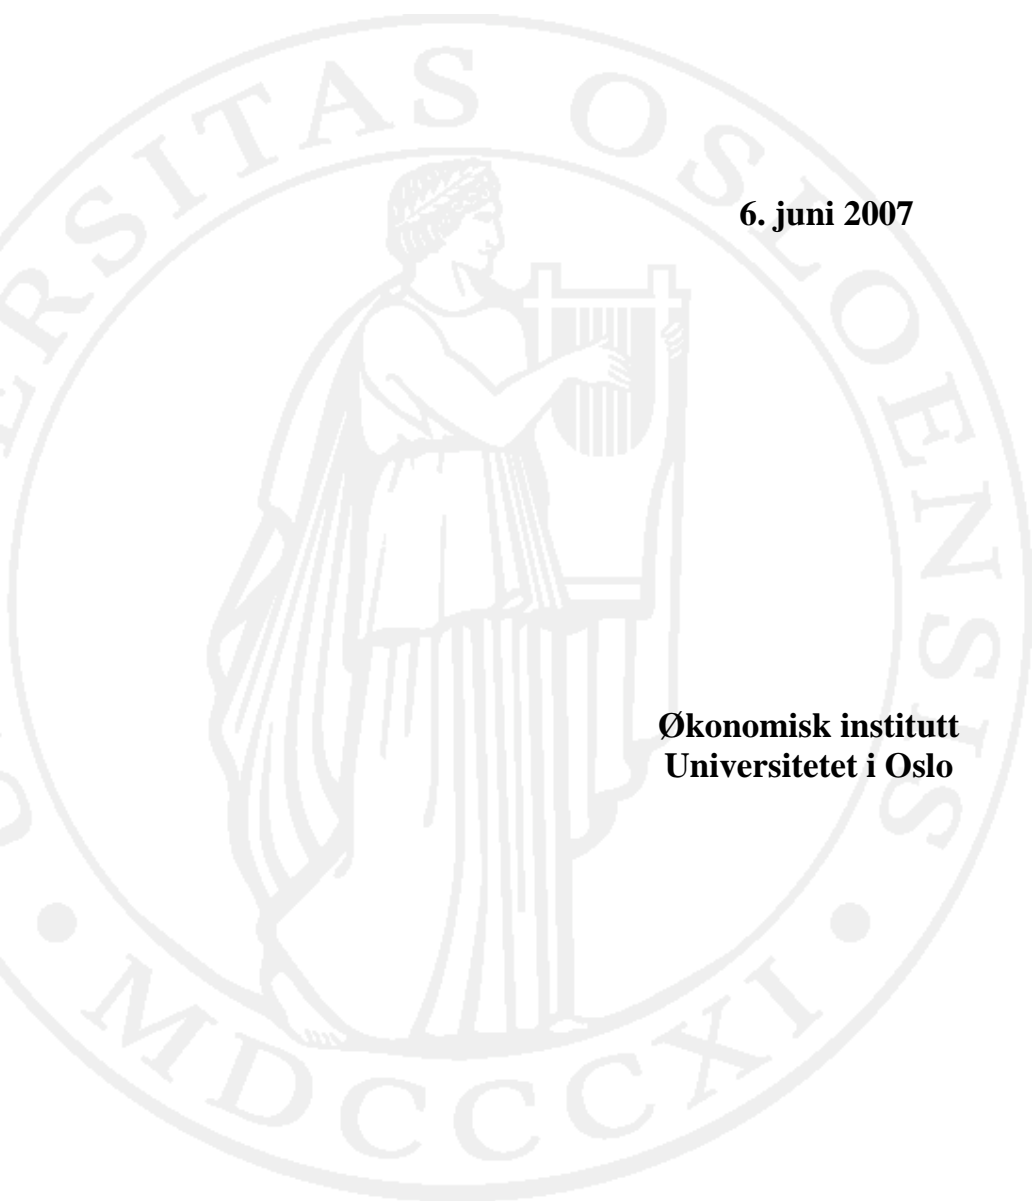 UNIVERSITAS OSLOENSIS
MDCCCXI
6. juni 2007
Økonomisk institutt
Universitetet i Oslo